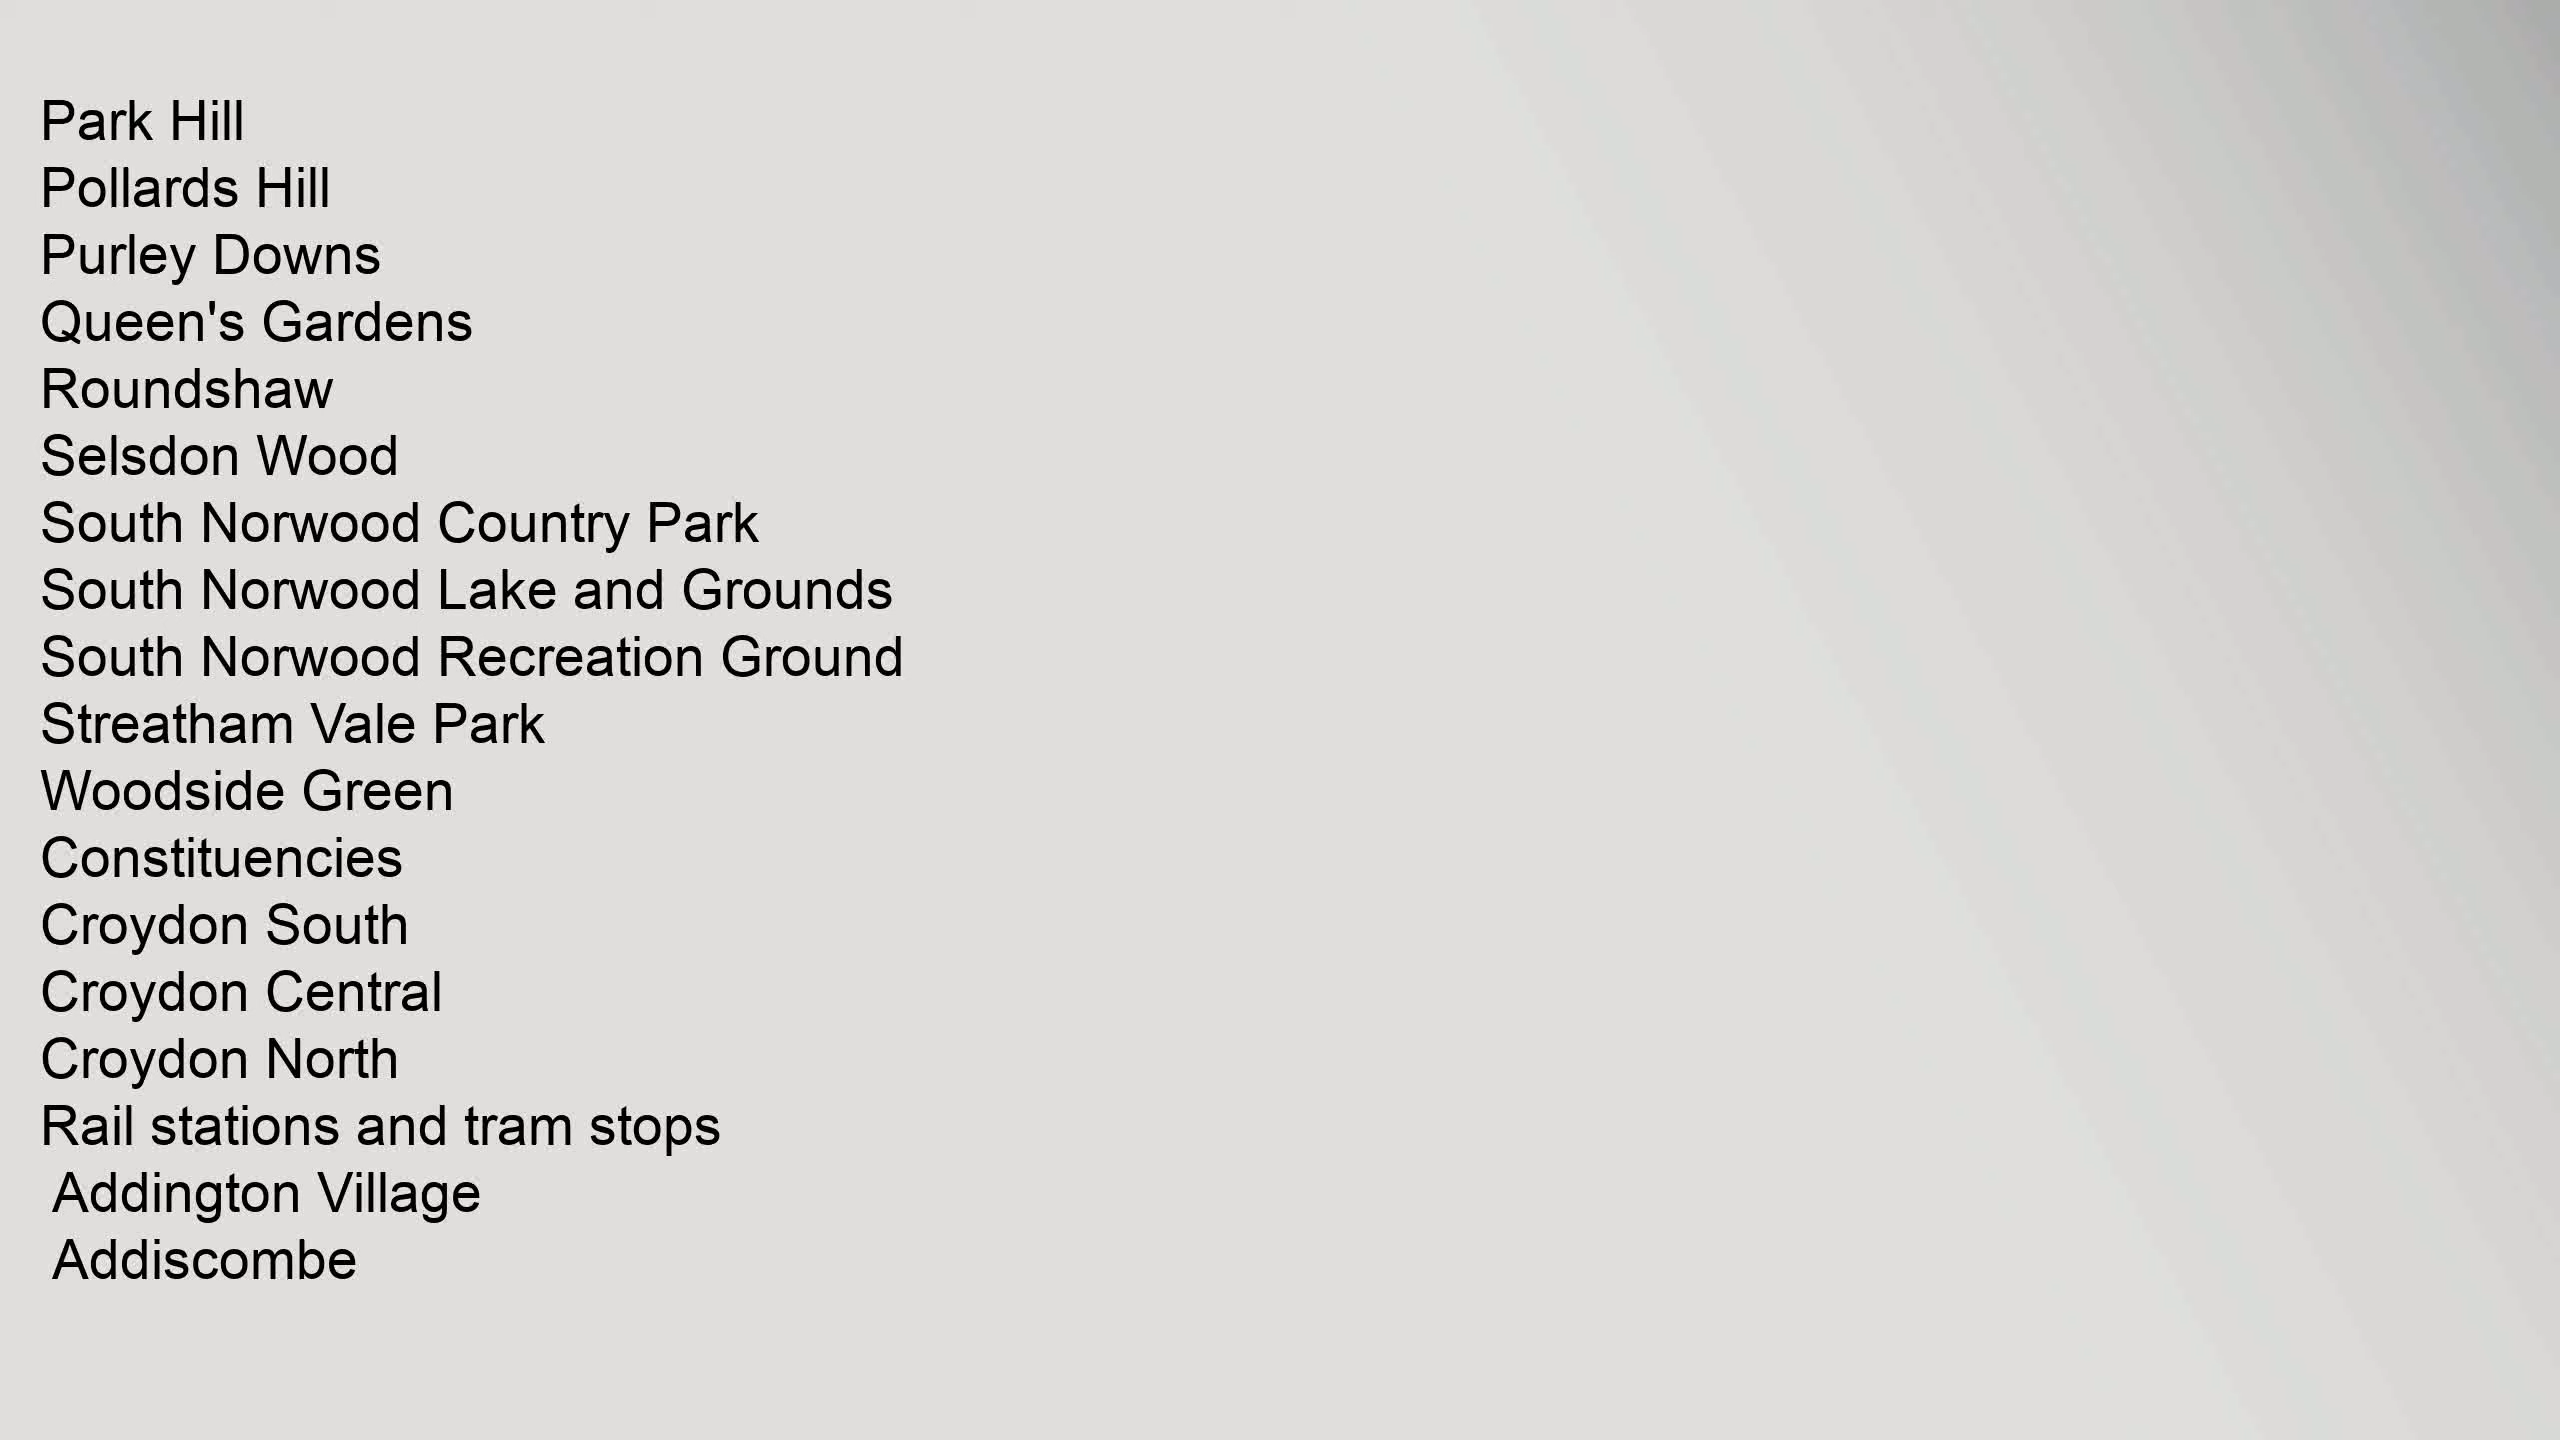 Park Hill
Pollards Hill
Purley Downs
Queen's Gardens
Roundshaw
Selsdon Wood
South Norwood Country Park
South Norwood Lake and Grounds
South Norwood Recreation Ground
Streatham Vale Park
Woodside Green
Constituencies
Croydon South
Croydon Central
Croydon North
Rail stations and tram stops
Addington Village
Addiscombe